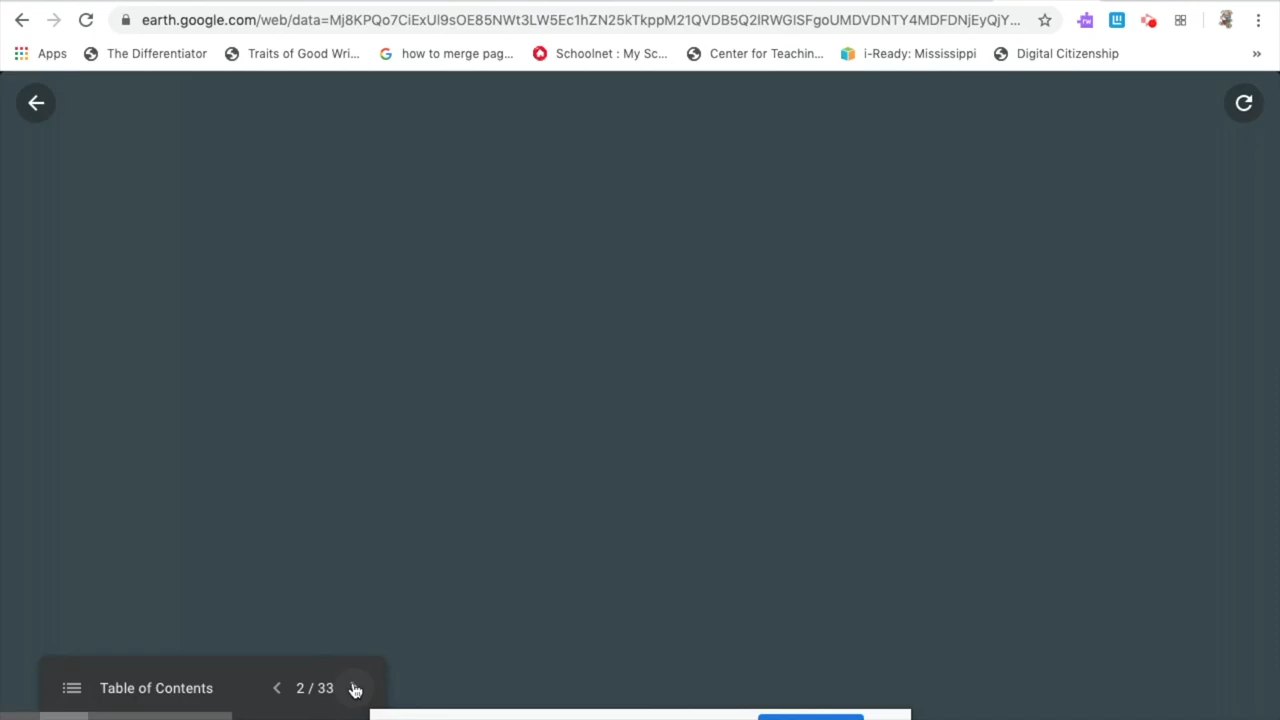 earth.google.com/web/data=Mj8KPQo7CiExUl9sOE85NWt3LW5Ec1hZN25kTkppM21QVDB5Q2lRWGlSFgoUMDVDNTY4MDFDNjEyQjY...
Apps The Differentiator Traits of Good Wri... how to merge pag... Schoolnet : My Sc... Center for Teachin... i-Ready: Mississippi Digital Citizenship »
Table of Contents 2 / 33